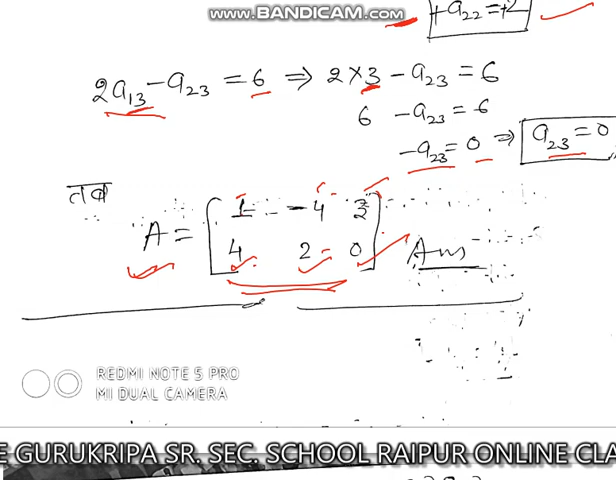 www.BANDICAM.com
+a₂₂ = +2
2a₁₃ - a₂₃ = 6 ⇒ 2 × 3 - a₂₃ = 6
6 - a₂₃ = 6
-a₂₃ = 0 ⇒ a₂₃ = 0
तब
A = [ 1 -4 3
4 2 0 ] Ans
REDMI NOTE 5 PRO
MI DUAL CAMERA
E GURUKRIPA SR. SEC. SCHOOL RAIPUR ONLINE CLA